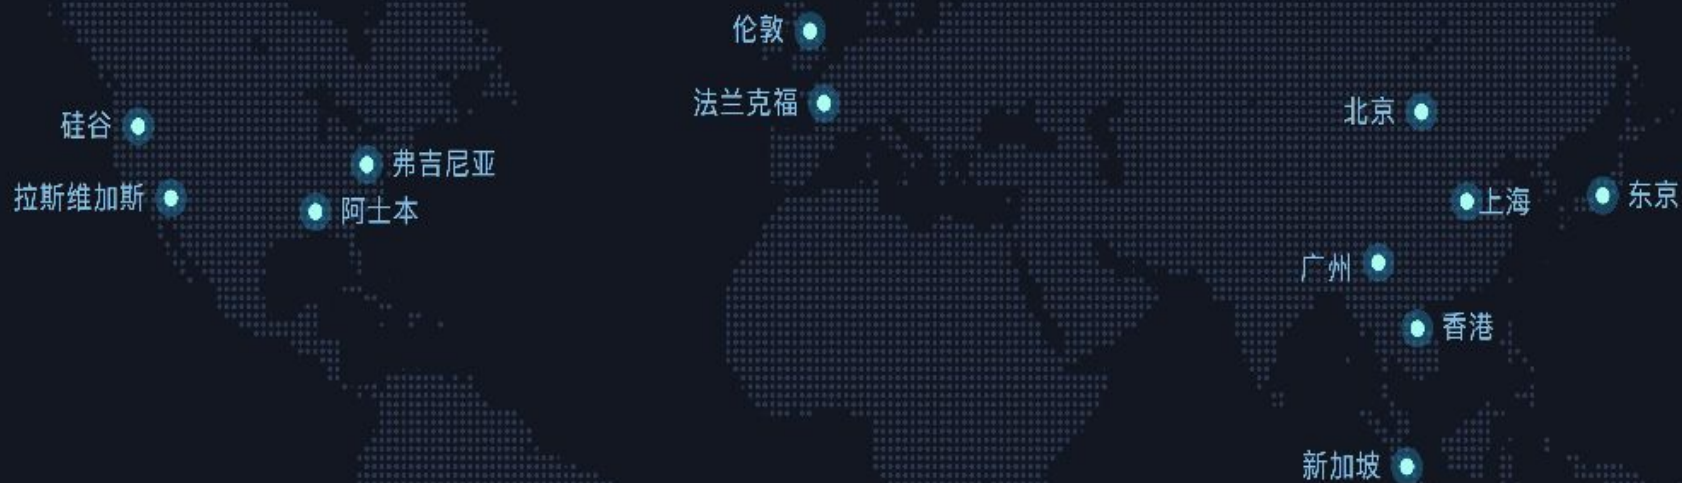 伦敦
法兰克福
北京
硅谷
弗吉尼亚
拉斯维加斯
阿士本
上海
东京
广州
香港
新加坡